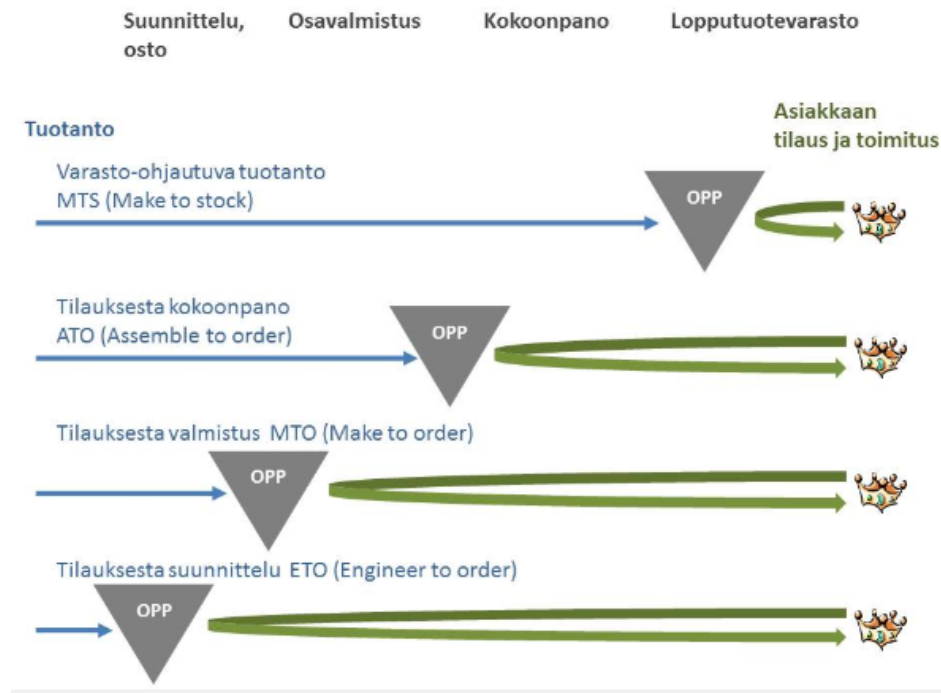 Suunnittelu,
osto
Osavalmistus
Kokoonpano
Lopputuotevarasto
Asiakkaan
tilaus ja toimitus
Tuotanto
Varasto-ohjautuva tuotanto
MTS (Make to stock)
OPP
Tilauksesta kokoonpano
ATO (Assemble to order)
OPP
Tilauksesta valmistus MTO (Make to order)
OPP
Tilauksesta suunnittelu ETO (Engineer to order)
OPP